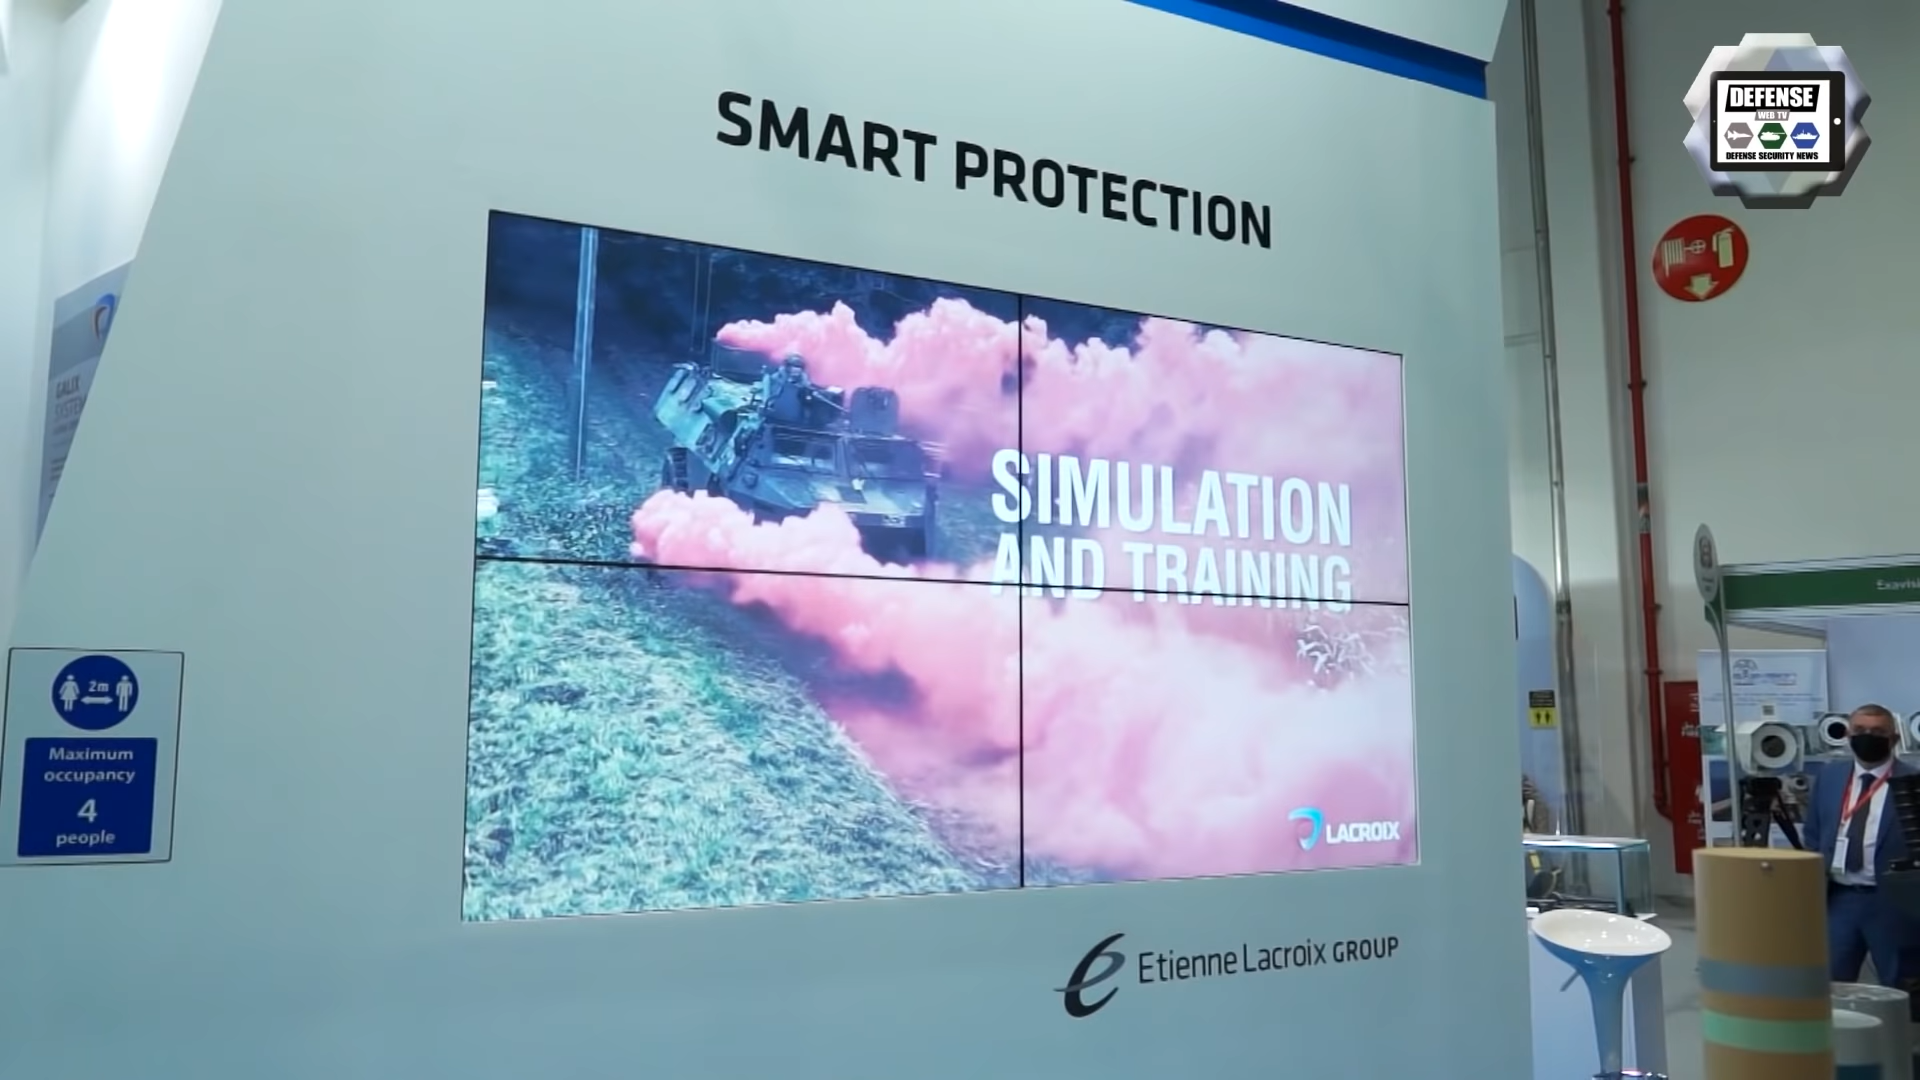 SMART PROTECTION
SIMULATION
AND TRAINING
LACROIX
Etienne Lacroix GROUP
2m
Maximum
occupancy
4
people
GALIX
DEFENSE
WEB TV
DEFENSE SECURITY NEWS